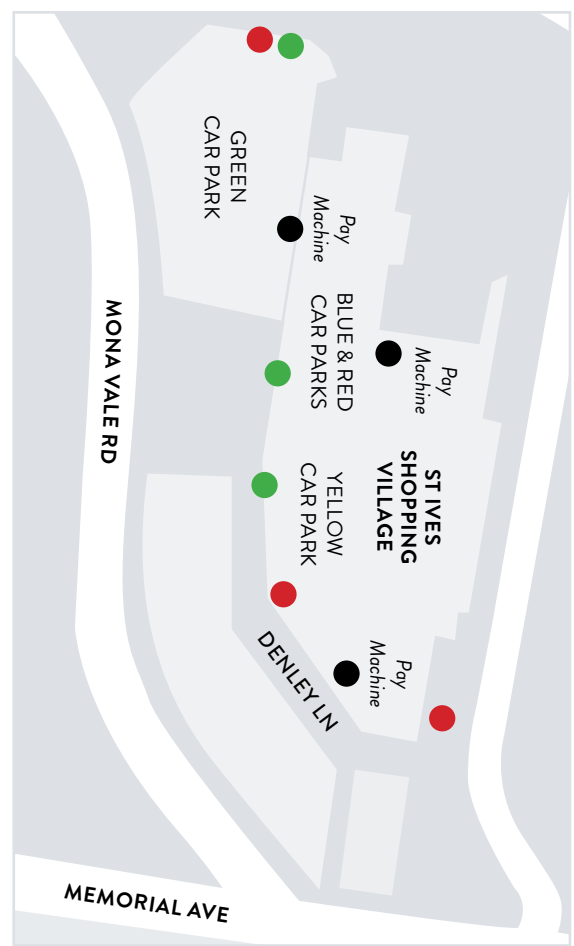 GREEN
CAR PARK
Pay
Machine
BLUE & RED
CAR PARKS
Pay
Machine
MONA VALE RD
ST IVES
SHOPPING
VILLAGE
YELLOW
CAR PARK
Pay
Machine
DENLEY LN
MEMORIAL AVE